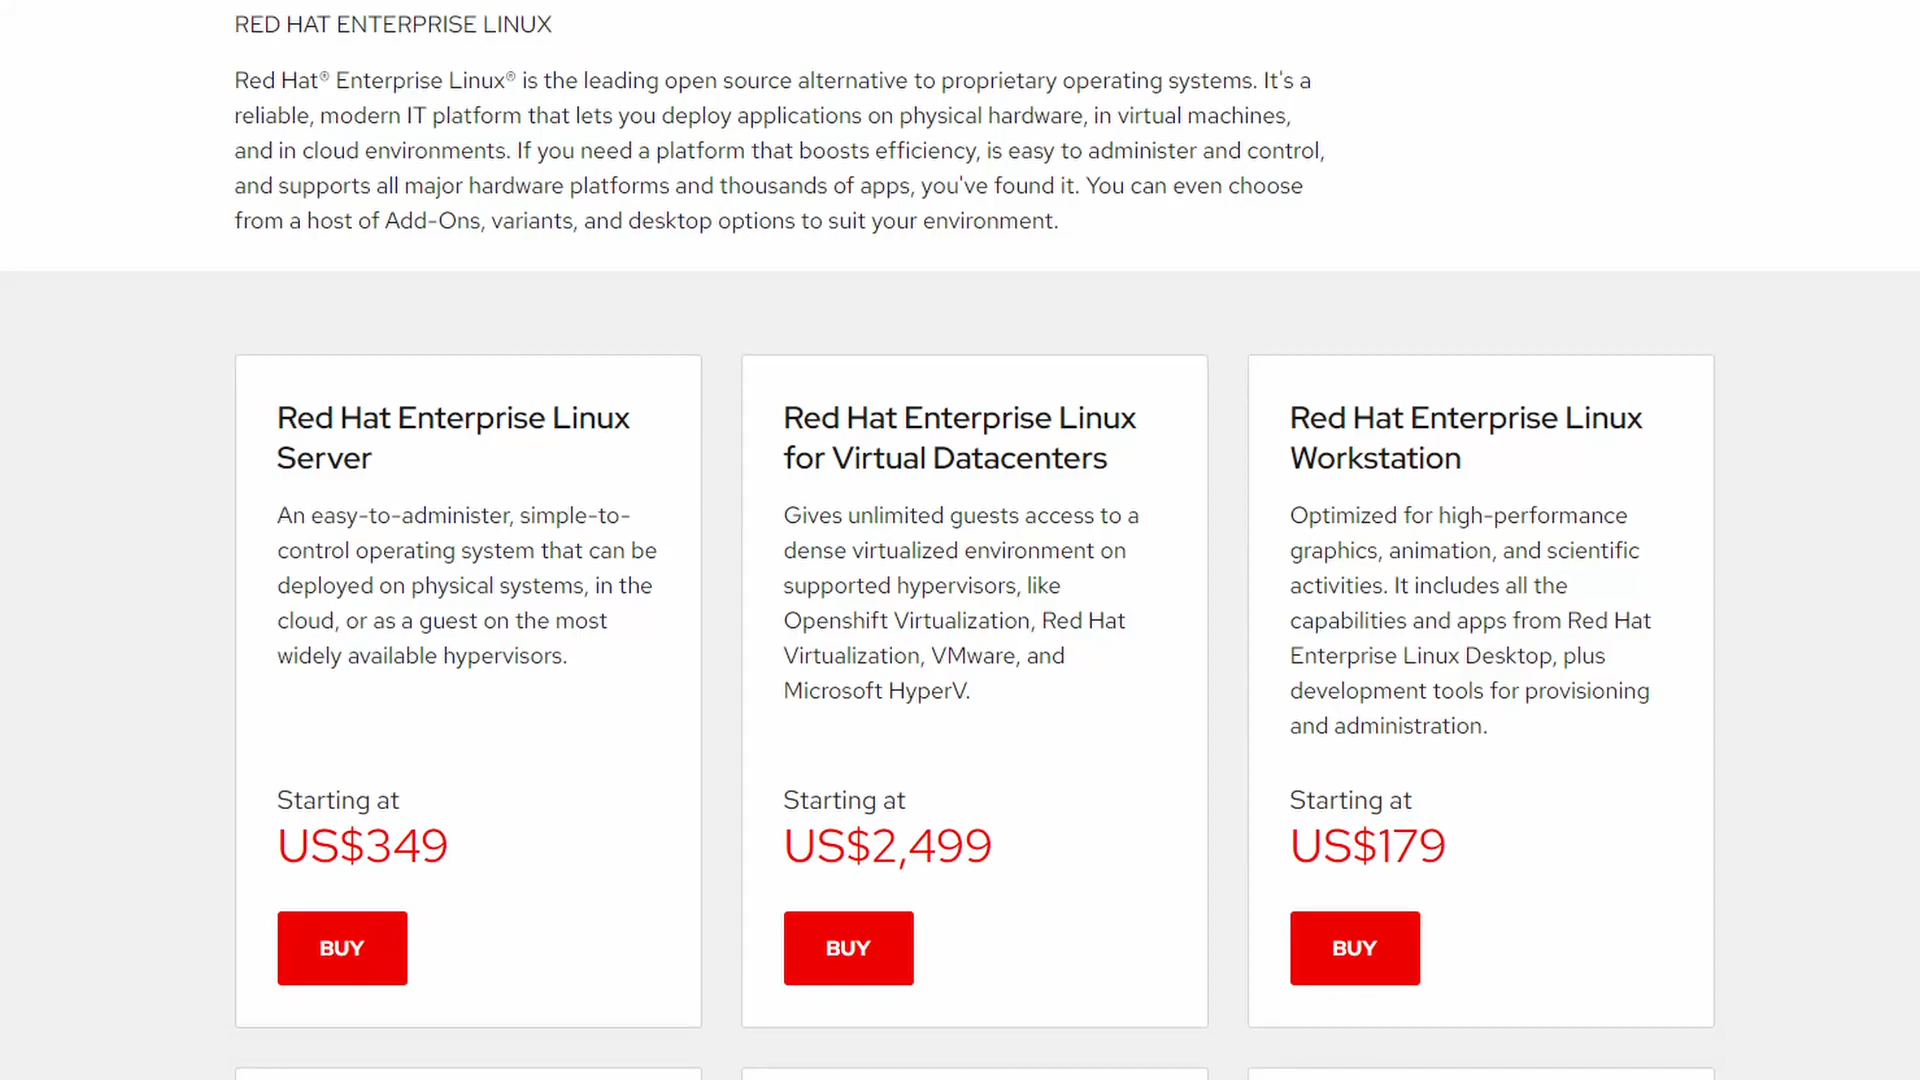 RED HAT ENTERPRISE LINUX
Red Hat® Enterprise Linux® is the leading open source alternative to proprietary operating systems. It's a
reliable, modern IT platform that lets you deploy applications on physical hardware, in virtual machines,
and in cloud environments. If you need a platform that boosts efficiency, is easy to administer and control,
and supports all major hardware platforms and thousands of apps, you've found it. You can even choose
from a host of Add-Ons, variants, and desktop options to suit your environment.
Red Hat Enterprise Linux
Server
An easy-to-administer, simple-to-
control operating system that can be
deployed on physical systems, in the
cloud, or as a guest on the most
widely available hypervisors.
Starting at
US$349
BUY
Red Hat Enterprise Linux
for Virtual Datacenters
Gives unlimited guests access to a
dense virtualized environment on
supported hypervisors, like
Openshift Virtualization, Red Hat
Virtualization, VMware, and
Microsoft HyperV.
Starting at
US$2,499
BUY
Red Hat Enterprise Linux
Workstation
Optimized for high-performance
graphics, animation, and scientific
activities. It includes all the
capabilities and apps from Red Hat
Enterprise Linux Desktop, plus
development tools for provisioning
and administration.
Starting at
US$179
BUY